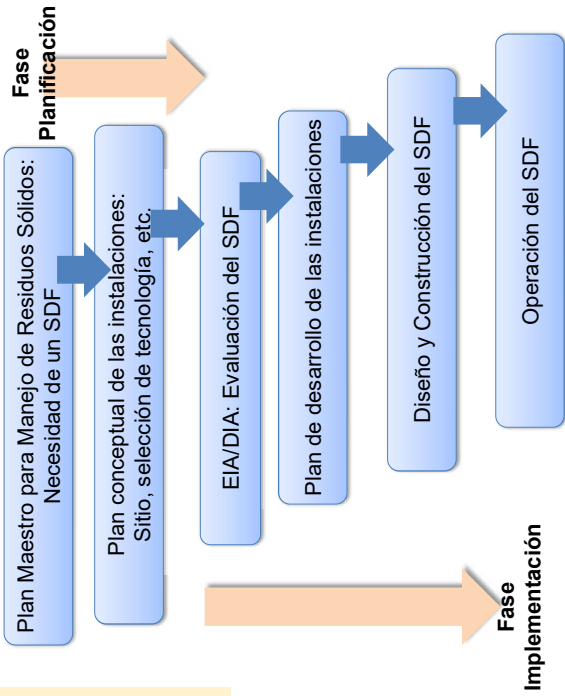 Fase
Planificación
Plan Maestro para Manejo de Residuos Sólidos:
Necesidad de un SDF
Plan conceptual de las instalaciones:
Sitio, selección de tecnología, etc.
EIA/DIA: Evaluación del SDF
Plan de desarrollo de las instalaciones
Diseño y Construcción del SDF
Operación del SDF
Fase
Implementación